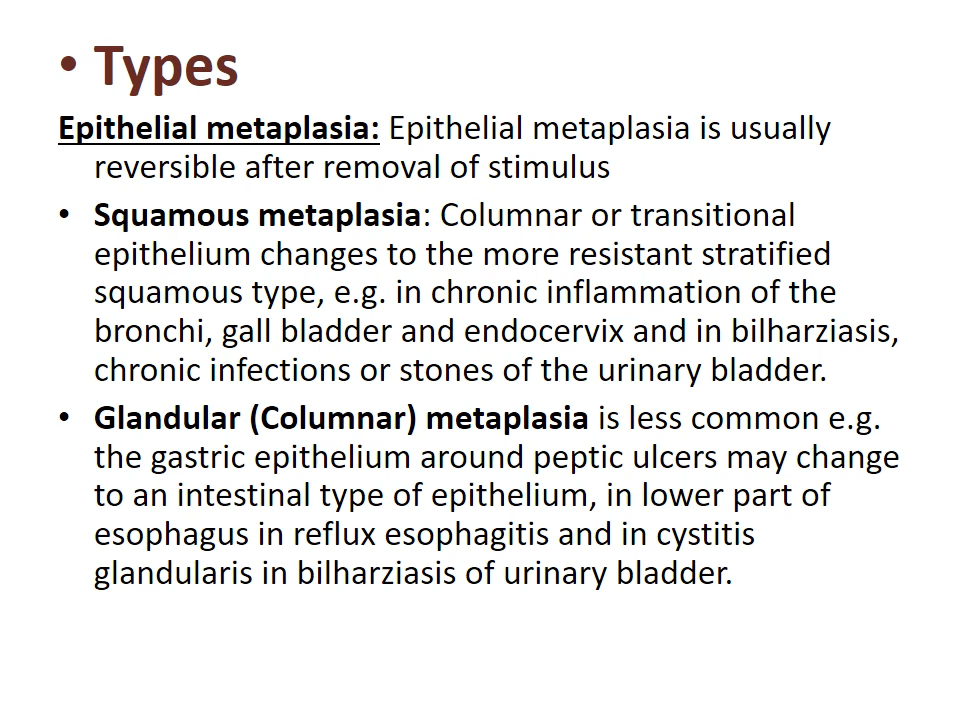 • Types
Epithelial metaplasia: Epithelial metaplasia is usually
reversible after removal of stimulus
• Squamous metaplasia: Columnar or transitional
epithelium changes to the more resistant stratified
squamous type, e.g. in chronic inflammation of the
bronchi, gall bladder and endocervix and in bilharziasis,
chronic infections or stones of the urinary bladder.
• Glandular (Columnar) metaplasia is less common e.g.
the gastric epithelium around peptic ulcers may change
to an intestinal type of epithelium, in lower part of
esophagus in reflux esophagitis and in cystitis
glandularis in bilharziasis of urinary bladder.